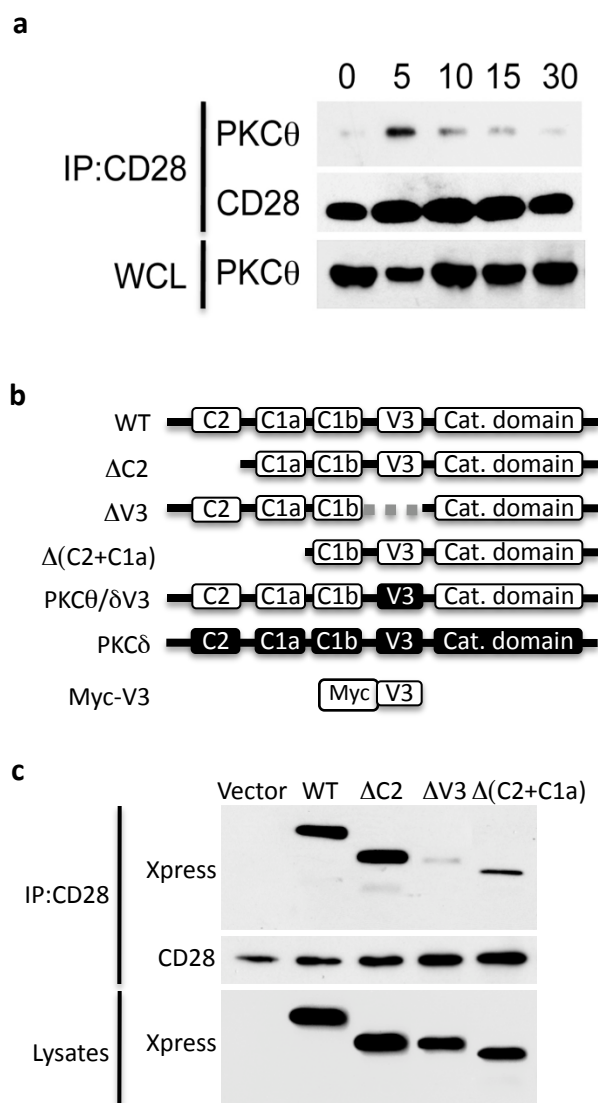 a
0 5 10 15 30
IP:CD28
PKCθ
CD28
WCL
PKCθ
b
WT C2 C1a C1b V3 Cat. domain
ΔC2 C1a C1b V3 Cat. domain
ΔV3 C2 C1a C1b Cat. domain
Δ(C2+C1a) C1b V3 Cat. domain
PKCθ/δV3 C2 C1a C1b V3 Cat. domain
PKCδ C2 C1a C1b V3 Cat. domain
Myc-V3 Myc V3
c
Vector WT ΔC2 ΔV3 Δ(C2+C1a)
IP:CD28
Xpress
CD28
Lysates
Xpress